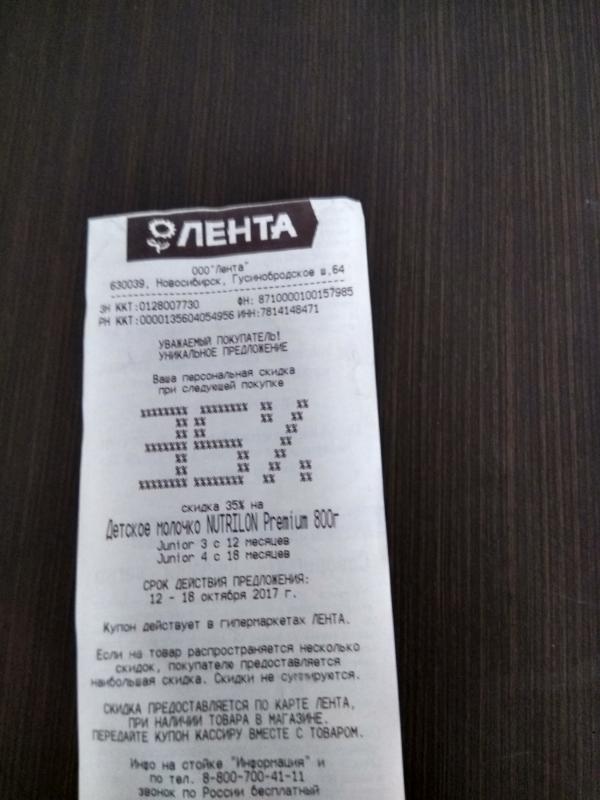 ЛЕНТА
ООО"Лента"
630039, Новосибирск, Гусинобродское ш,64
ЗН ККТ:0128007730 ФН: 8710000100157985
РН ККТ:0000135604054956 ИНН:7814148471
УВАЖАЕМЫЙ ПОКУПАТЕЛЬ!
УНИКАЛЬНОЕ ПРЕДЛОЖЕНИЕ
Ваша персональная скидка
при следующей покупке
35%
скидка 35% на
Детское молочко NUTRILON Premium 800г
Junior 3 с 12 месяцев
Junior 4 с 18 месяцев
СРОК ДЕЙСТВИЯ ПРЕДЛОЖЕНИЯ:
12 - 18 октября 2017 г.
Купон действует в гипермаркетах ЛЕНТА.
Если на товар распространяется несколько
скидок, покупателю предоставляется
наибольшая скидка. Скидки не суммируются.
СКИДКА ПРЕДОСТАВЛЯЕТСЯ ПО КАРТЕ ЛЕНТА,
ПРИ НАЛИЧИИ ТОВАРА В МАГАЗИНЕ.
ПЕРЕДАЙТЕ КУПОН КАССИРУ ВМЕСТЕ С ТОВАРОМ.
Инфо на стойке "Информация" и
по тел. 8-800-700-41-11
звонок по России бесплатный